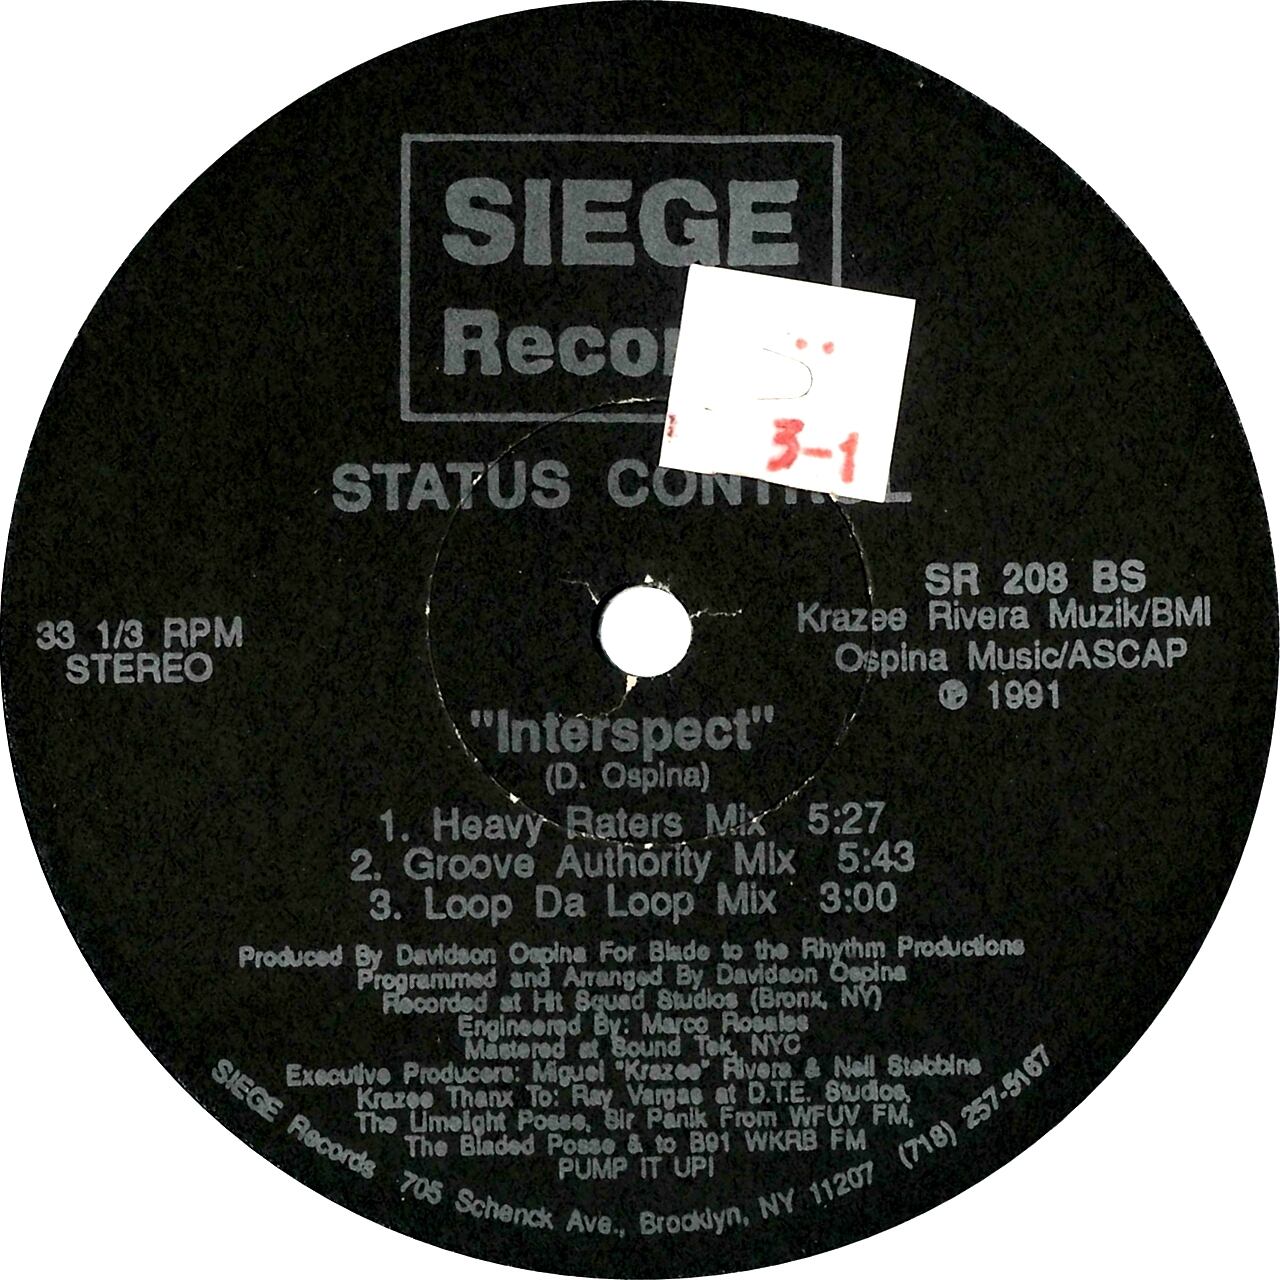 SIEGE
Recor
3-1
STATUS CONTROL
33 1/3 RPM
STEREO
SR 208 BS
Krazee Rivera Muzik/BMI
Ospina Music/ASCAP
℗ 1991
"Interspect"
(D. Ospina)
1. Heavy Raters Mix 5:27
2. Groove Authority Mix 5:43
3. Loop Da Loop Mix 3:00
Produced By Davidson Ospina For Blade to the Rhythm Productions
Programmed and Arranged By Davidson Ospina
Recorded at Hit Squad Studios (Bronx, NY)
Engineered By: Marco Rosales
Mastered at Sound Tek, NYC
Executive Producers: Miguel "Krazee" Rivera & Neil Stebbins
Krazee Thanx To: Ray Vargas at D.T.E. Studios,
The Limelight Posse, Sir Panik From WFUV FM,
The Bladed Posse & to B91 WKRB FM
PUMP IT UP!
SIEGE Records 705 Schenck Ave., Brooklyn, NY 11207 (718) 257-5167